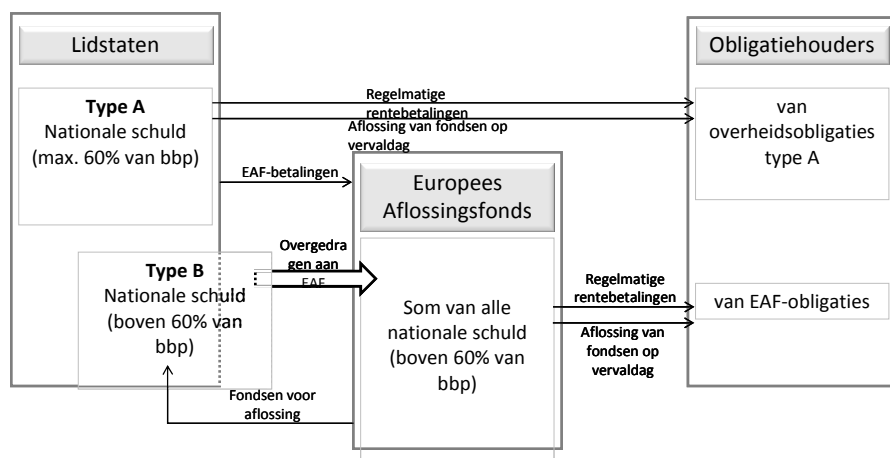 Lidstaten
Obligatiehouders
Type A
Nationale schuld
(max. 60% van bbp)
Regelmatige
rentebetalingen
Aflossing van fondsen op
vervaldag
van
overheidsobligaties
type A
EAF-betalingen
Europees
Aflossingsfonds
Type B
Nationale schuld
(boven 60% van
bbp)
Overgedra
gen aan
EAF
Som van alle
nationale schuld
(boven 60% van
bbp)
Regelmatige
rentebetalingen
Aflossing van
fondsen op
vervaldag
van EAF-obligaties
Fondsen voor
aflossing